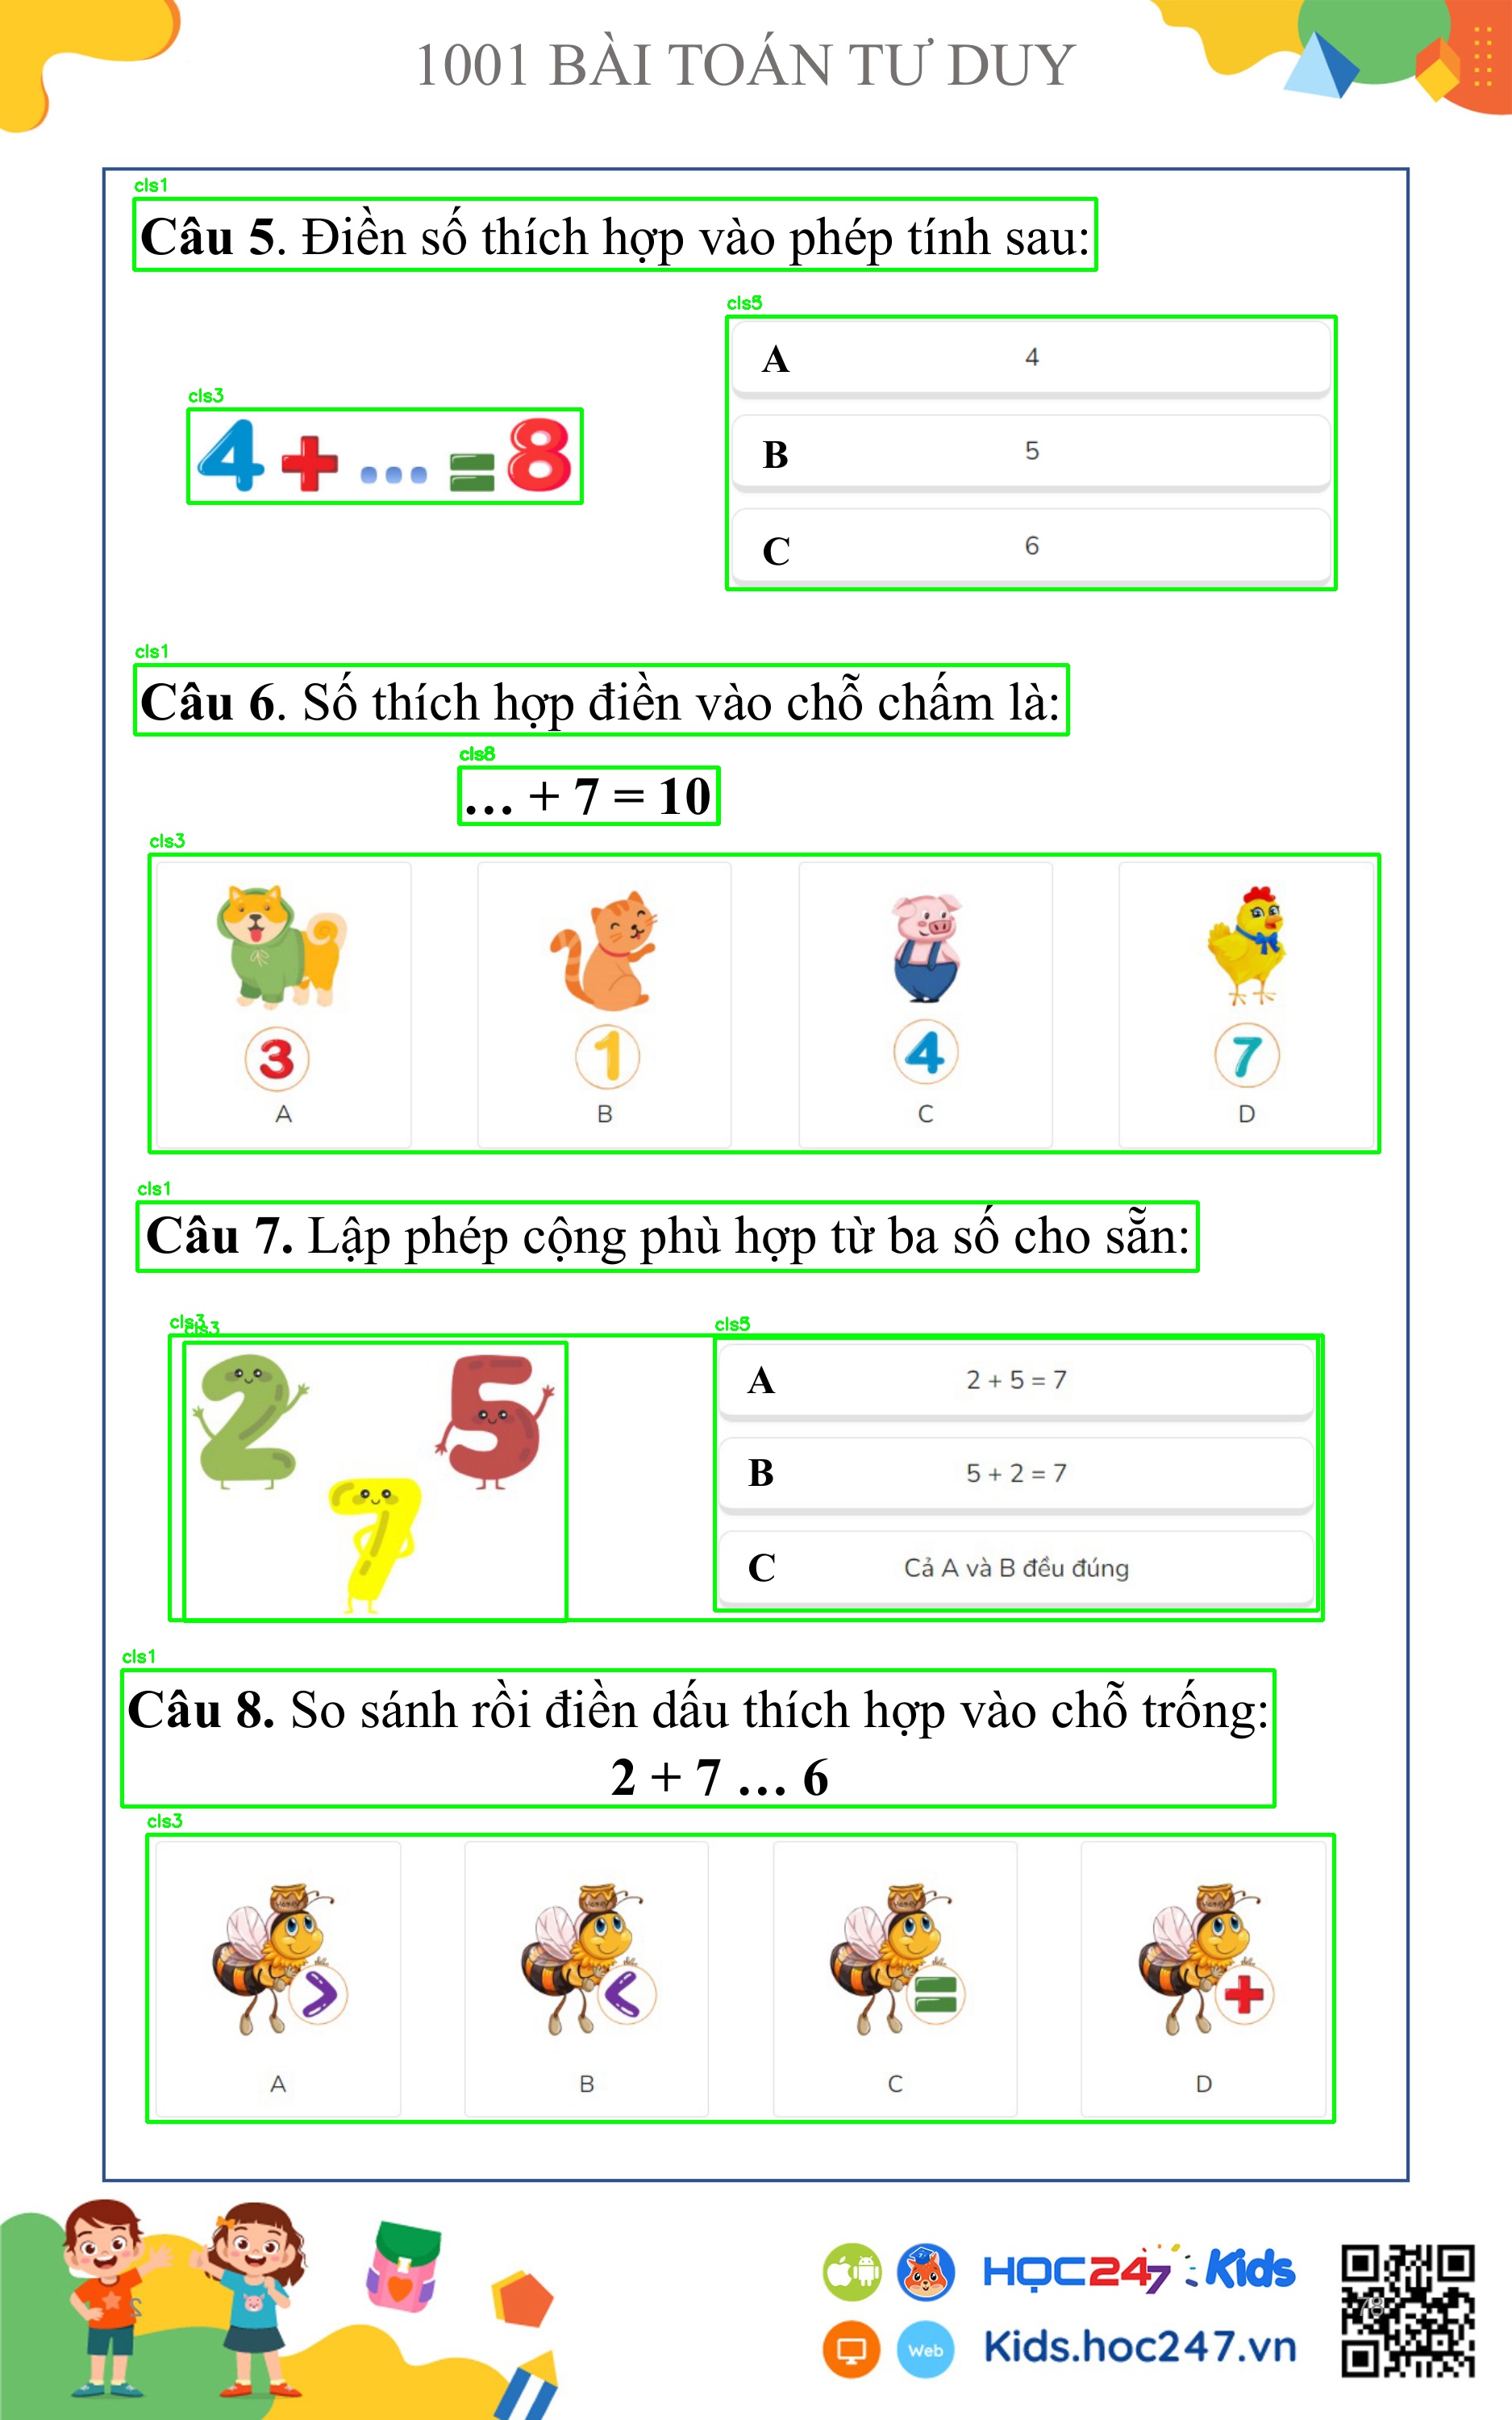 1001 BÀI TOÁN TƯ DUY
cls1
Câu 5. Điền số thích hợp vào phép tính sau:
cls3
4 + ... = 8
A 4
B 5
C 6
cls1
Câu 6. Số thích hợp điền vào chỗ chấm là:
cls8
... + 7 = 10
cls3
3 1 4 7
A B C D
cls1
Câu 7. Lập phép cộng phù hợp từ ba số cho sẵn:
cls3
cls3
2 5
7
A 2 + 5 = 7
B 5 + 2 = 7
C Cả A và B đều đúng
cls1
Câu 8. So sánh rồi điền dấu thích hợp vào chỗ trống:
2 + 7 ... 6
cls3
> < = +
A B C D
HỌC247 Kids
Web
Kids.hoc247.vn
78